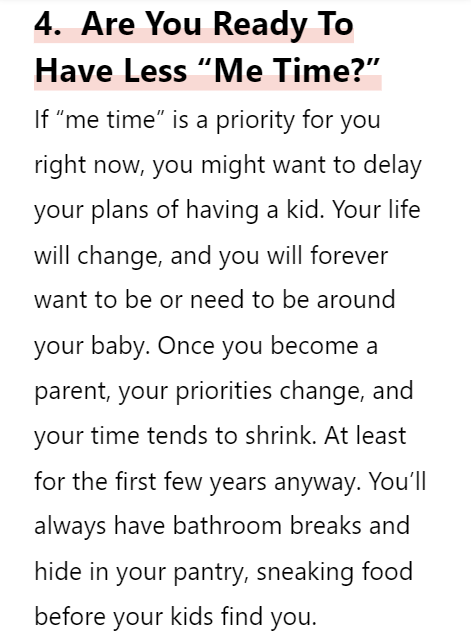 4. Are You Ready To
Have Less “Me Time?”
If “me time” is a priority for you
right now, you might want to delay
your plans of having a kid. Your life
will change, and you will forever
want to be or need to be around
your baby. Once you become a
parent, your priorities change, and
your time tends to shrink. At least
for the first few years anyway. You’ll
always have bathroom breaks and
hide in your pantry, sneaking food
before your kids find you.